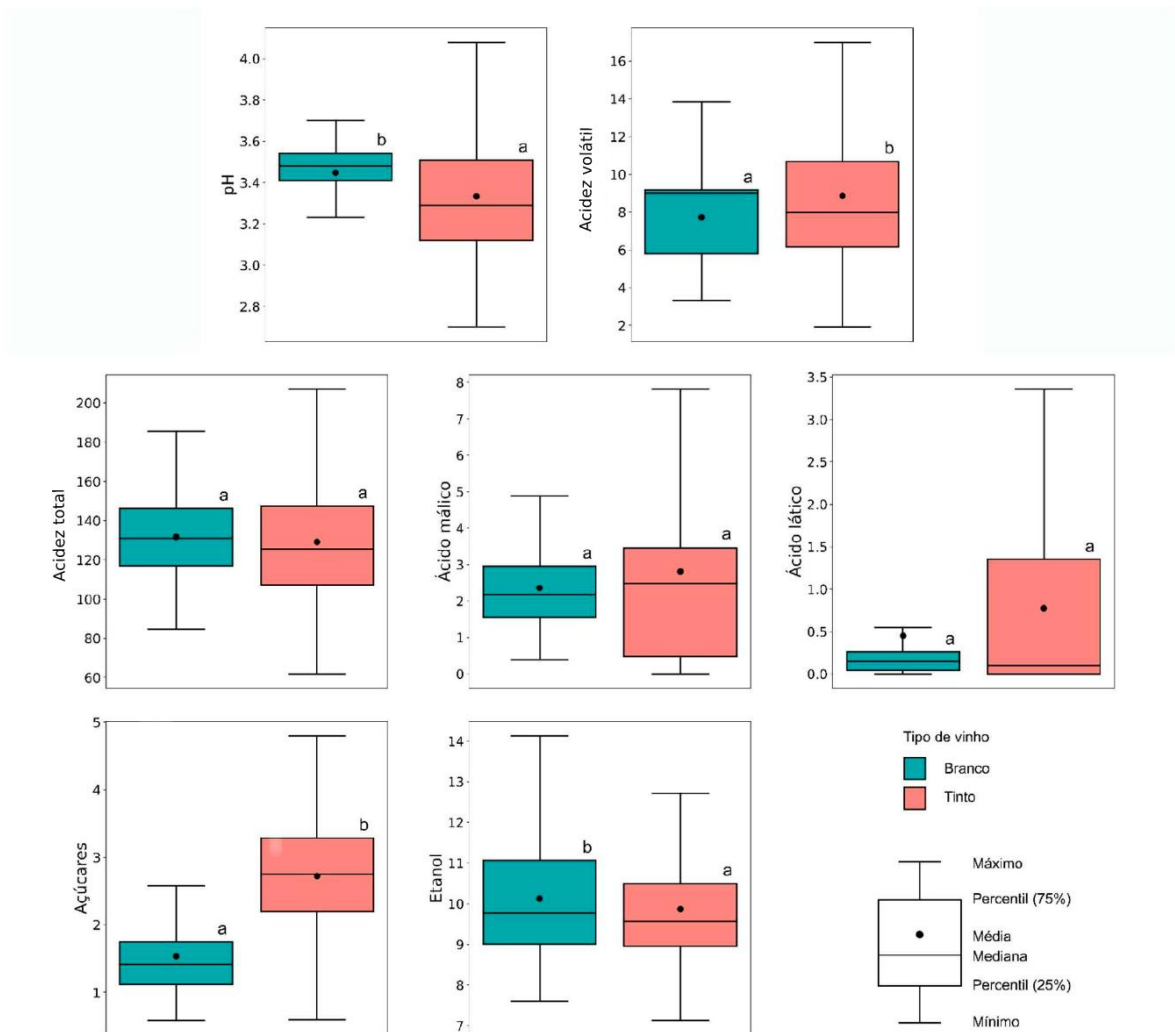 pH
4.0
3.8
3.6
3.4
3.2
3.0
2.8
b
a
Acidez volátil
16
14
12
10
8
6
4
2
a
b
Acidez total
200
180
160
140
120
100
80
60
a
a
Ácido málico
8
7
6
5
4
3
2
1
0
a
a
Ácido lático
3.5
3.0
2.5
2.0
1.5
1.0
0.5
0.0
a
a
Açúcares
5
4
3
2
1
a
b
Etanol
14
13
12
11
10
9
8
7
b
a
Tipo de vinho
Branco
Tinto
Máximo
Percentil (75%)
Média
Mediana
Percentil (25%)
Mínimo